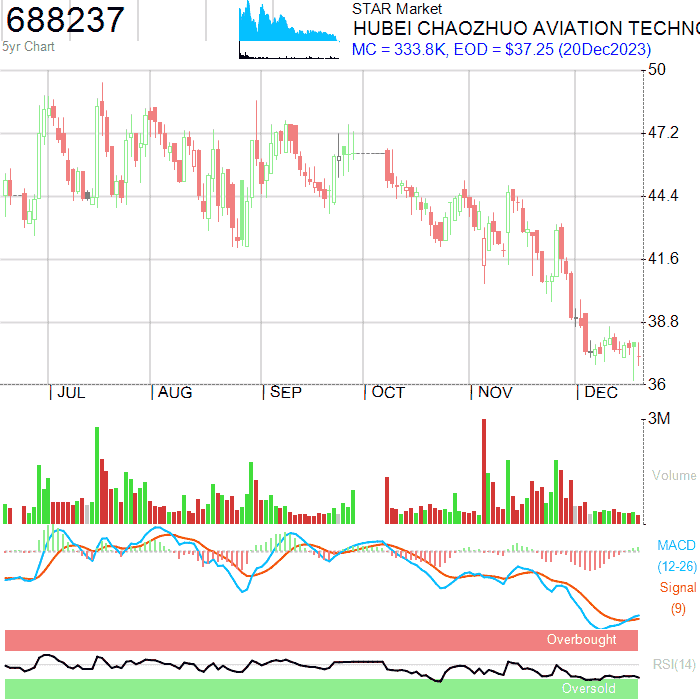 688237
5yr Chart
STAR Market
HUBEI CHAOZHUO AVIATION TECHNO
MC = 333.8K, EOD = $37.25 (20Dec2023)
50
47.2
44.4
41.6
38.8
36
JUL AUG SEP OCT NOV DEC
3M
Volume
MACD
(12-26)
Signal
(9)
Overbought
RSI(14)
Oversold